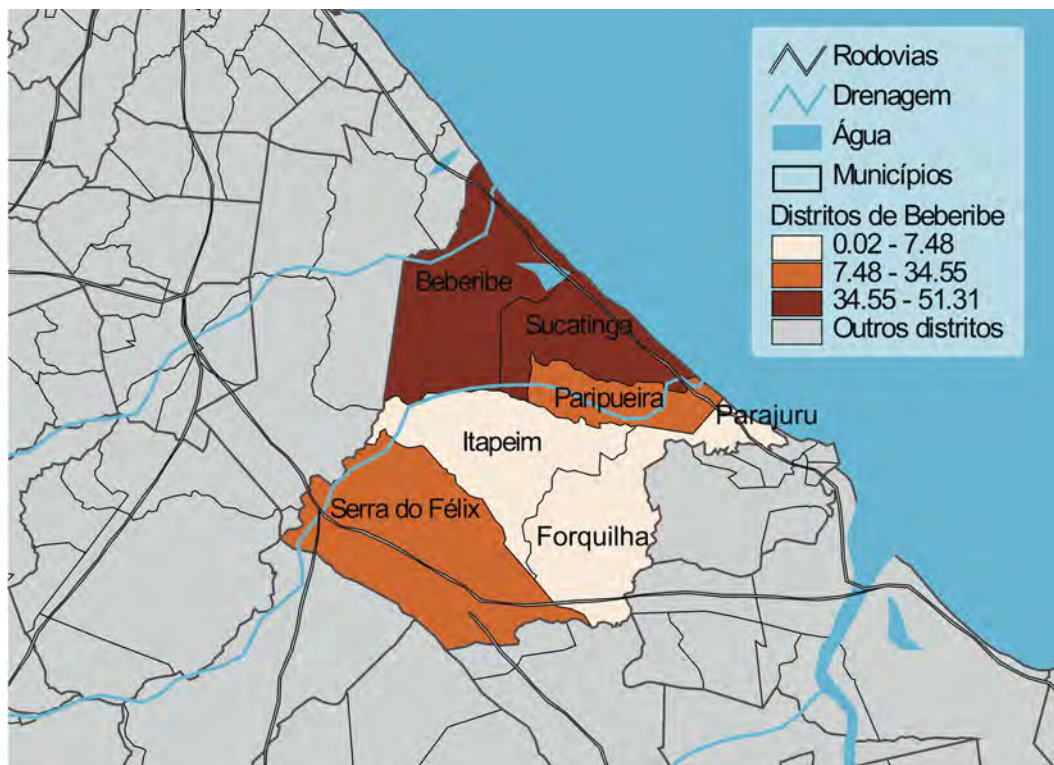 Rodovias
Drenagem
Água
Municípios
Distritos de Beberibe
0.02 - 7.48
7.48 - 34.55
34.55 - 51.31
Outros distritos
Beberibe
Sucatinga
Paripueira
Parajuru
Itapeim
Serra do Félix
Forquilha